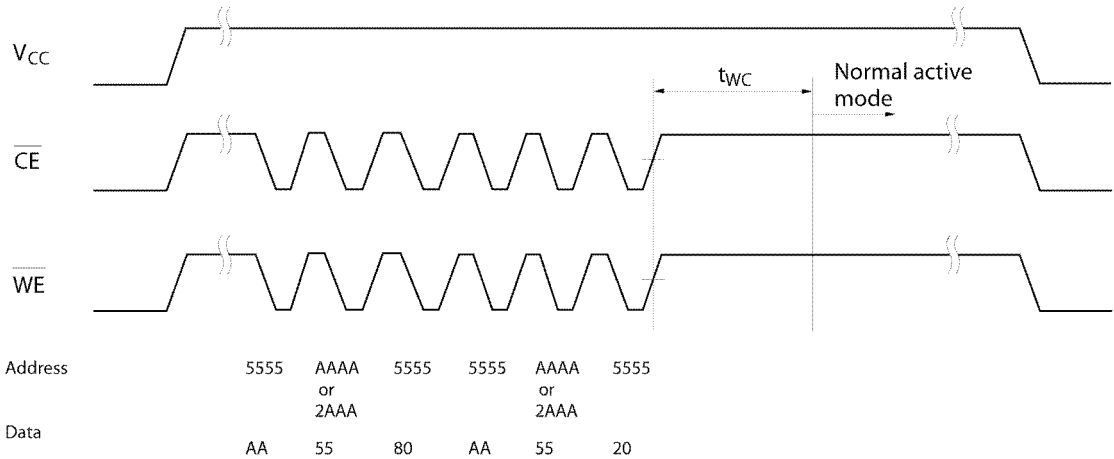 VCC
tWC
Normal active
mode
CE
WE
Address 5555 AAAA 5555 5555 AAAA 5555
or or
2AAA 2AAA
Data
AA 55 80 AA 55 20